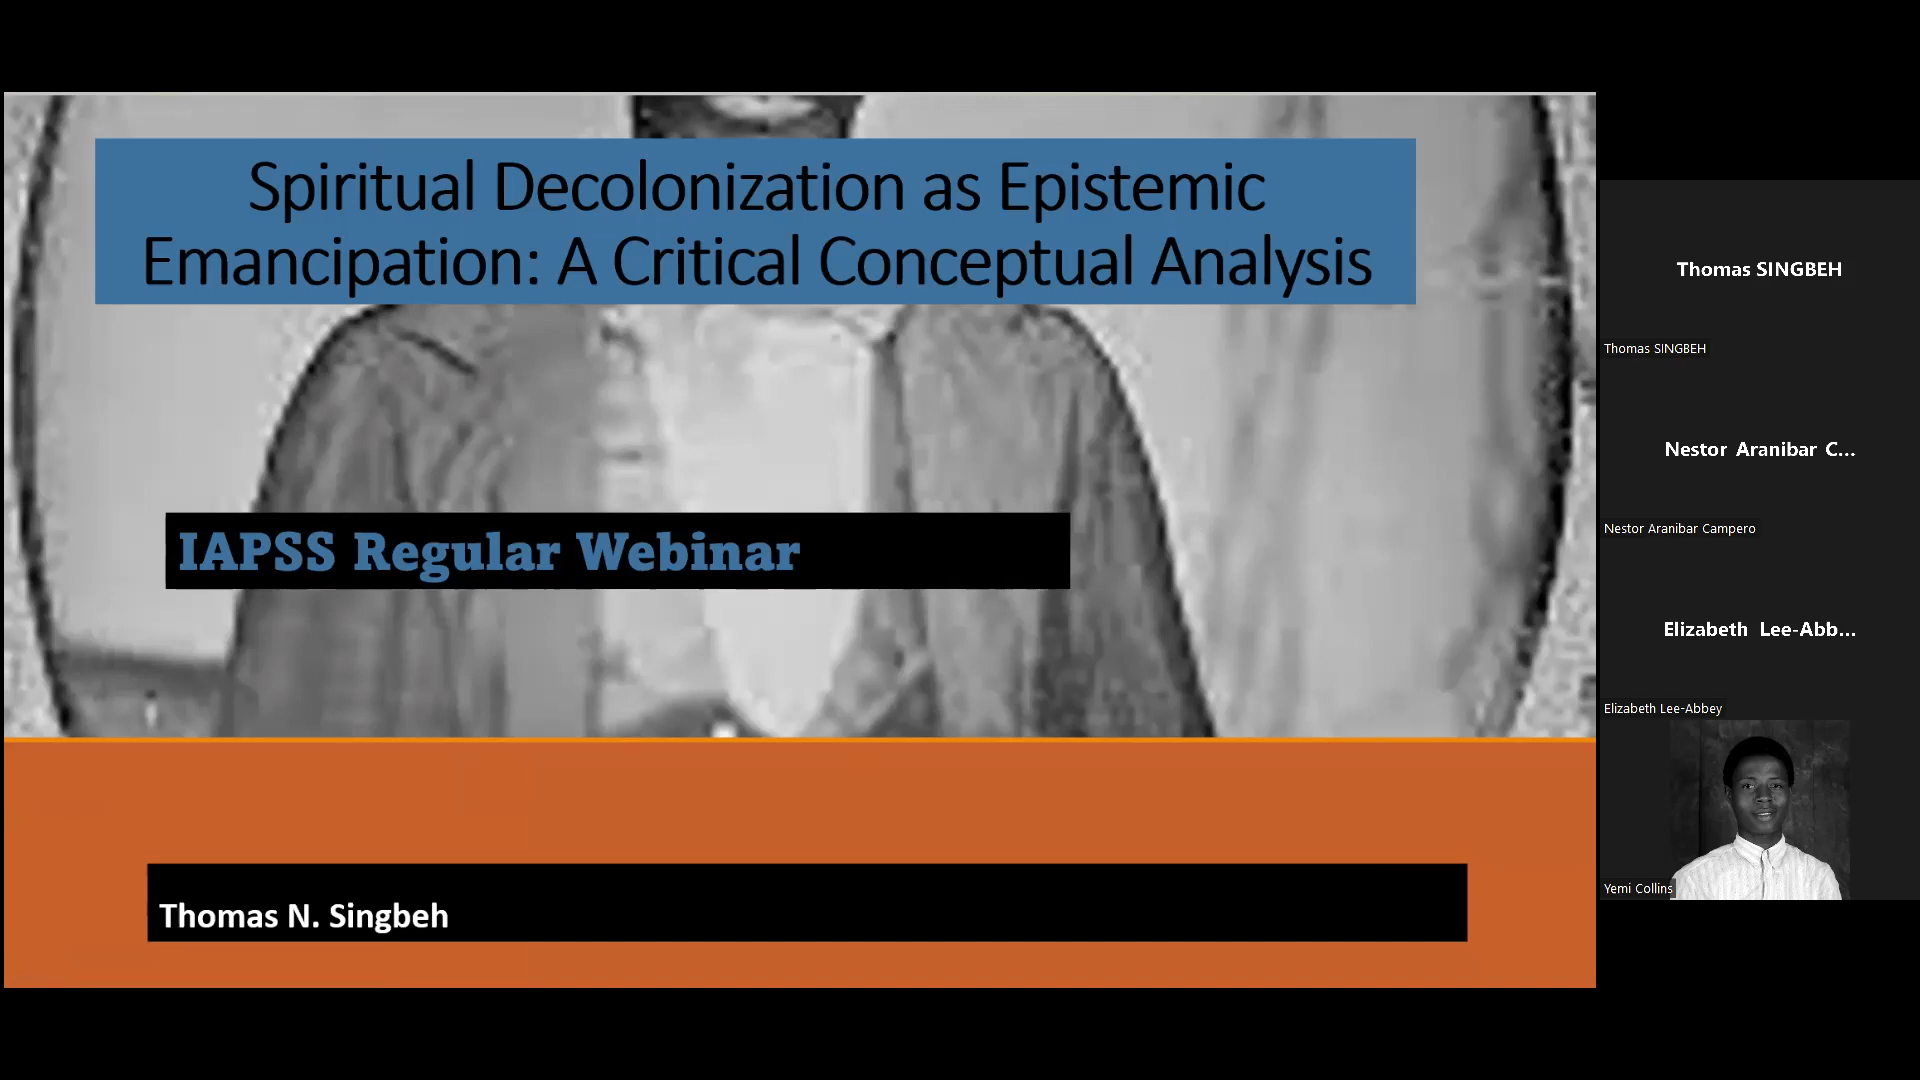 Spiritual Decolonization as Epistemic
Emancipation: A Critical Conceptual Analysis
IAPSS Regular Webinar
Thomas N. Singbeh
Thomas SINGBEH
Thomas SINGBEH
Nestor Aranibar C...
Nestor Aranibar Campero
Elizabeth Lee-Abb...
Elizabeth Lee-Abbey
Yemi Collins